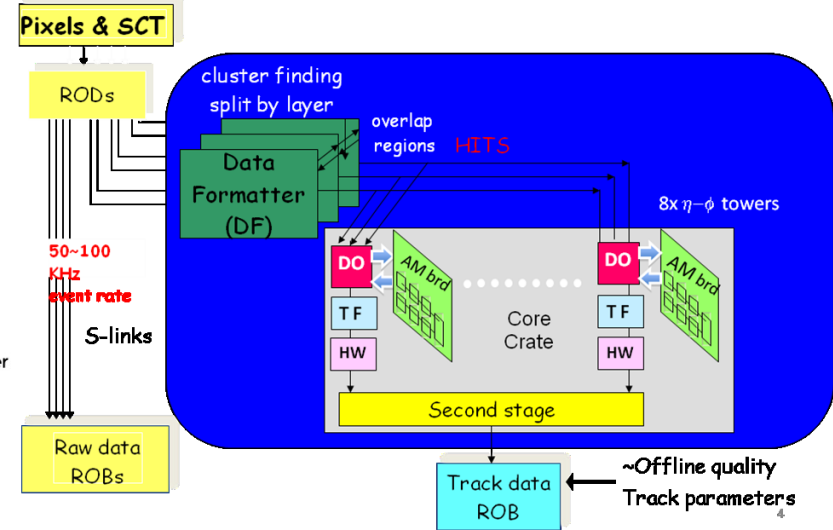 Pixels & SCT
RODs
cluster finding
split by layer
overlap
regions
HITS
Data
Formatter
(DF)
8x η−ϕ towers
50~100
KHz
event rate
S-links
DO
AM brd
TF
HW
Core
Crate
DO
AM brd
TF
HW
Second stage
Raw data
ROBs
Track data
ROB
~Offline quality
Track parameters
4